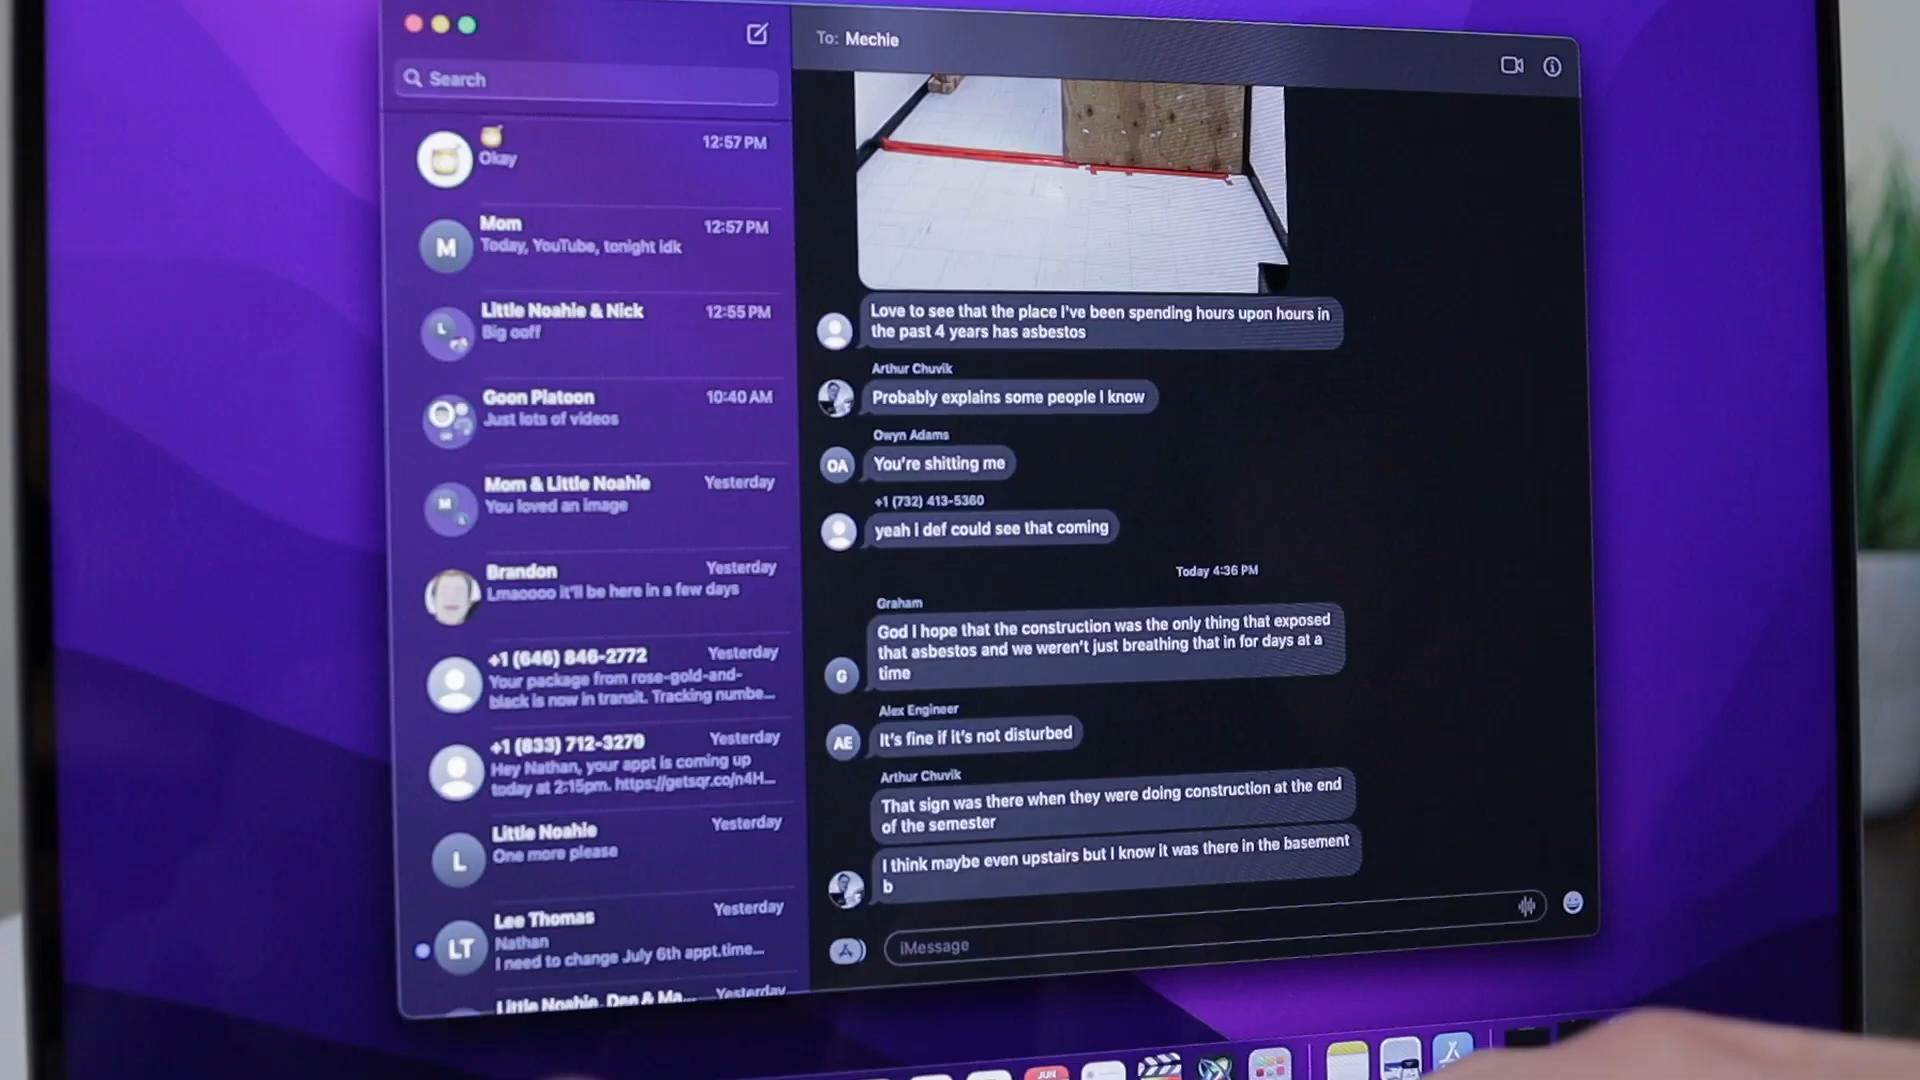 Search
To: Mechie
12:57 PM
Okay
Mom
12:57 PM
M
Today, YouTube, tonight idk
Little Noahie & Nick
12:55 PM
L
Big ooff
Goon Platoon
10:40 AM
Just lots of videos
Mom & Little Noahie
Yesterday
M
You loved an image
Brandon
Yesterday
Lmaoooo it'll be here in a few days
+1 (646) 846-2772
Yesterday
Your package from rose-gold-and-
black is now in transit. Tracking numbe...
+1 (833) 712-3279
Yesterday
Hey Nathan, your appt is coming up
today at 2:15pm. https://getsqr.co/n4H...
Little Noahie
Yesterday
L
One more please
Lee Thomas
Yesterday
LT
Nathan
I need to change July 6th appt.time...
Little Noahie, Dee & Ma...
Yesterday
Love to see that the place I've been spending hours upon hours in
the past 4 years has asbestos
Arthur Chuvik
Probably explains some people I know
Owyn Adams
OA
You're shitting me
+1 (732) 413-5360
yeah i def could see that coming
Today 4:36 PM
Graham
God I hope that the construction was the only thing that exposed
that asbestos and we weren't just breathing that in for days at a
time
G
Alex Engineer
AE
It's fine if it's not disturbed
Arthur Chuvik
That sign was there when they were doing construction at the end
of the semester
I think maybe even upstairs but I know it was there in the basement
b
iMessage
JUN